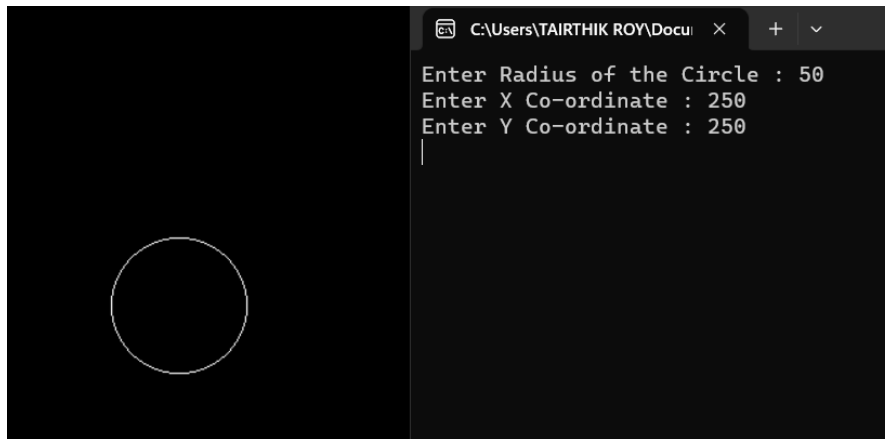 C:\Users\TAIRTHIK ROY\Docu
Enter Radius of the Circle : 50
Enter X Co-ordinate : 250
Enter Y Co-ordinate : 250